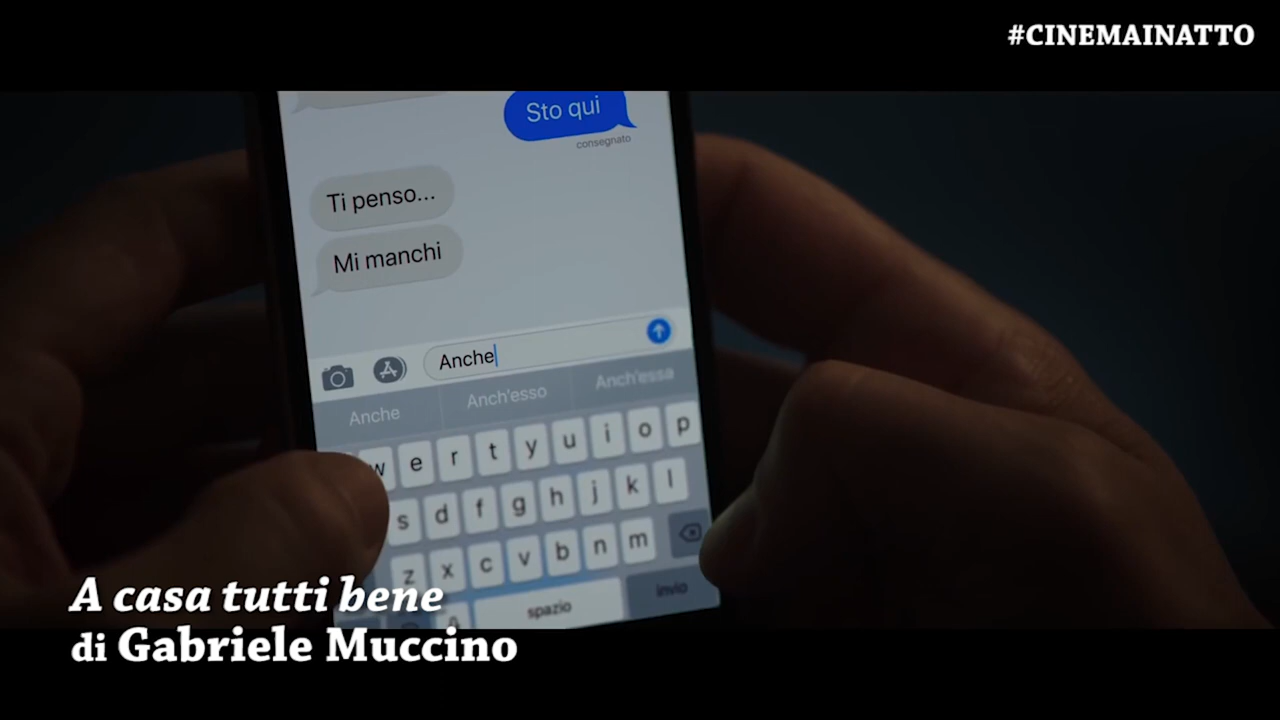 #CINEMAINATTO
Sto qui
consegnato
Ti penso...
Mi manchi
Anche
Anche Anch'esso Anch'essa
w e r t y u i o p
s d f g h j k l
z x c v b n m
spazio invio
A casa tutti bene
di Gabriele Muccino